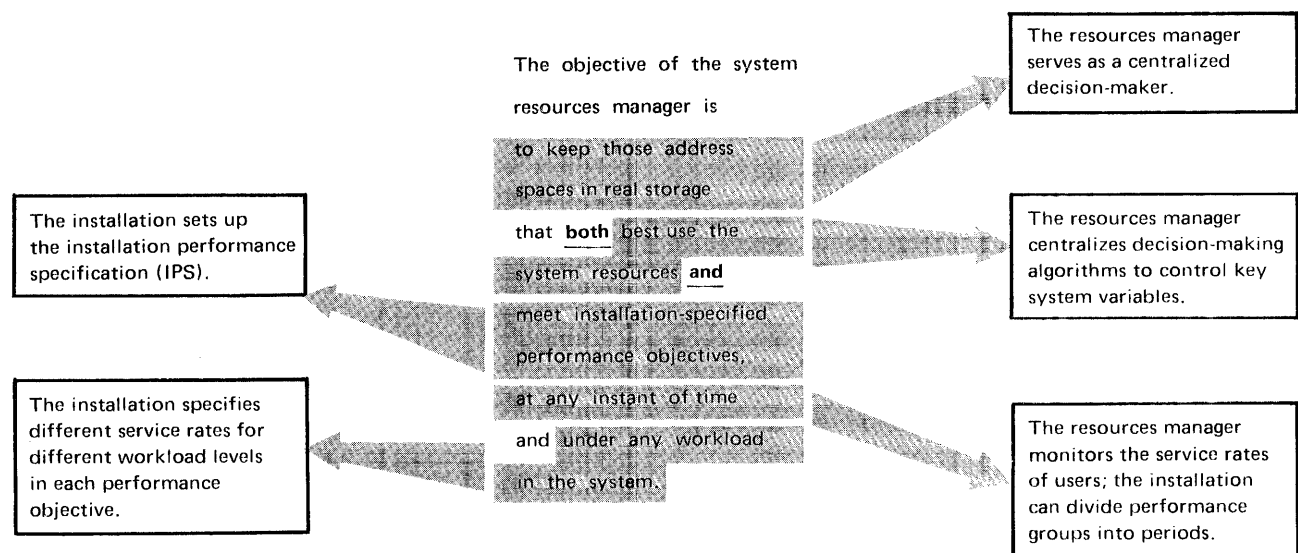 The objective of the system
resources manager is
to keep those address
spaces in real storage
that both best use the
system resources and
meet installation-specified
performance objectives,
at any instant of time
and under any workload
in the system.
The installation sets up
the installation performance
specification (IPS).
The installation specifies
different service rates for
different workload levels
in each performance
objective.
The resources manager
serves as a centralized
decision-maker.
The resources manager
centralizes decision-making
algorithms to control key
system variables.
The resources manager
monitors the service rates
of users; the installation
can divide performance
groups into periods.